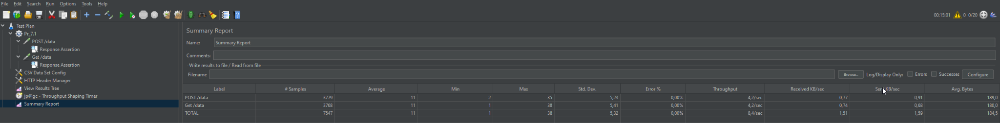 File Edit Search Run Options Tools Help
00:15:01 0 0/20
Test Plan
Pr_7.1
POST /data
Response Assertion
Get /data
Response Assertion
CSV Data Set Config
HTTP Header Manager
View Results Tree
jp@gc - Throughput Shaping Timer
Summary Report
Summary Report
Name: Summary Report
Comments:
Write results to file / Read from file
Filename Browse... Log/Display Only: Errors Successes Configure
Label # Samples Average Min Max Std. Dev. Error % Throughput Received KB/sec Sent KB/sec Avg. Bytes
POST /data 3779 11 2 35 5,23 0,00% 4,2/sec 0,77 0,91 189,0
Get /data 3768 11 1 38 5,41 0,00% 4,2/sec 0,74 0,68 180,0
TOTAL 7547 11 1 38 5,32 0,00% 8,4/sec 1,51 1,59 184,5